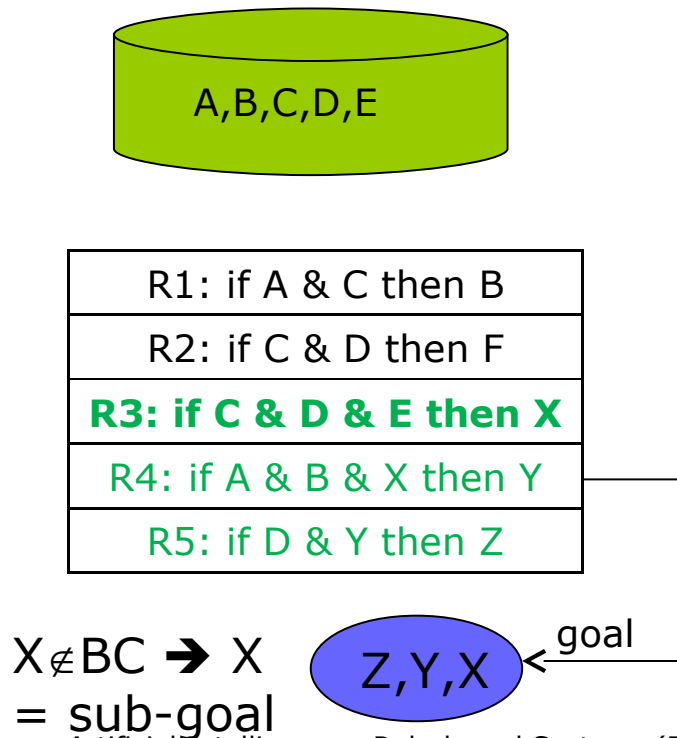 A,B,C,D,E
R1: if A & C then B
R2: if C & D then F
R3: if C & D & E then X
R4: if A & B & X then Y
R5: if D & Y then Z
X∉BC ➔ X
= sub-goal
Z,Y,X
goal